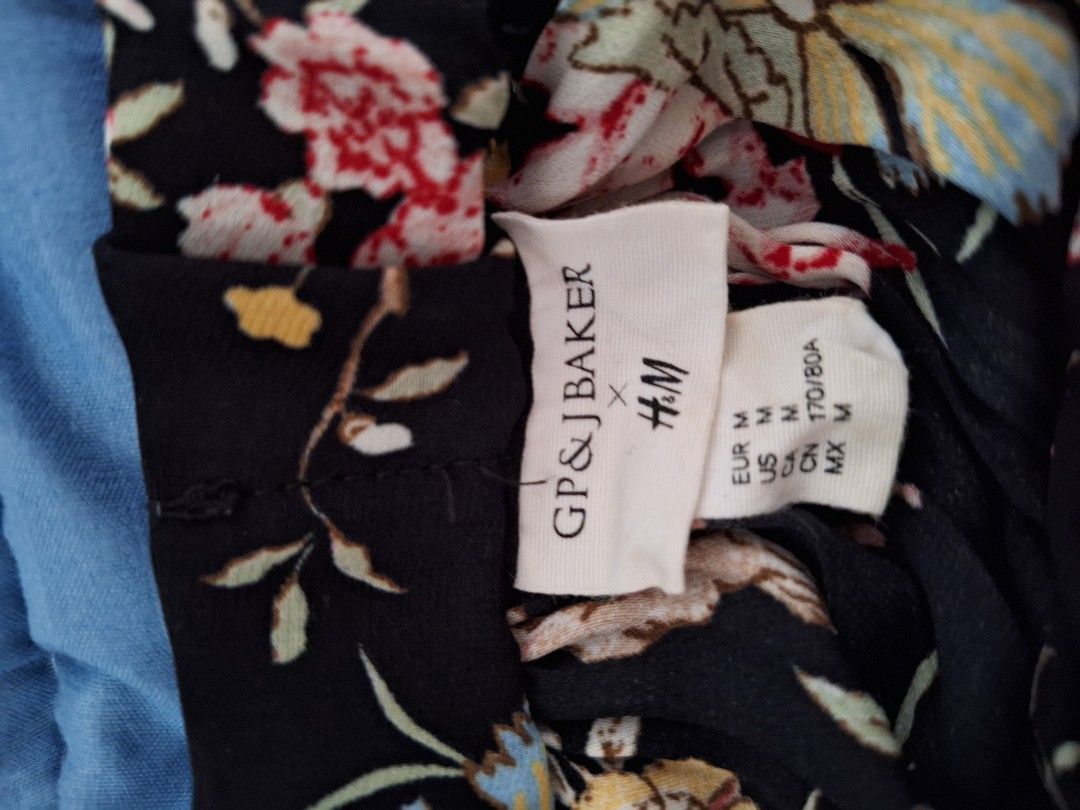 GP&J BAKER
×
H&M
EUR M
US M
CA M
CN 170/80A
MX M